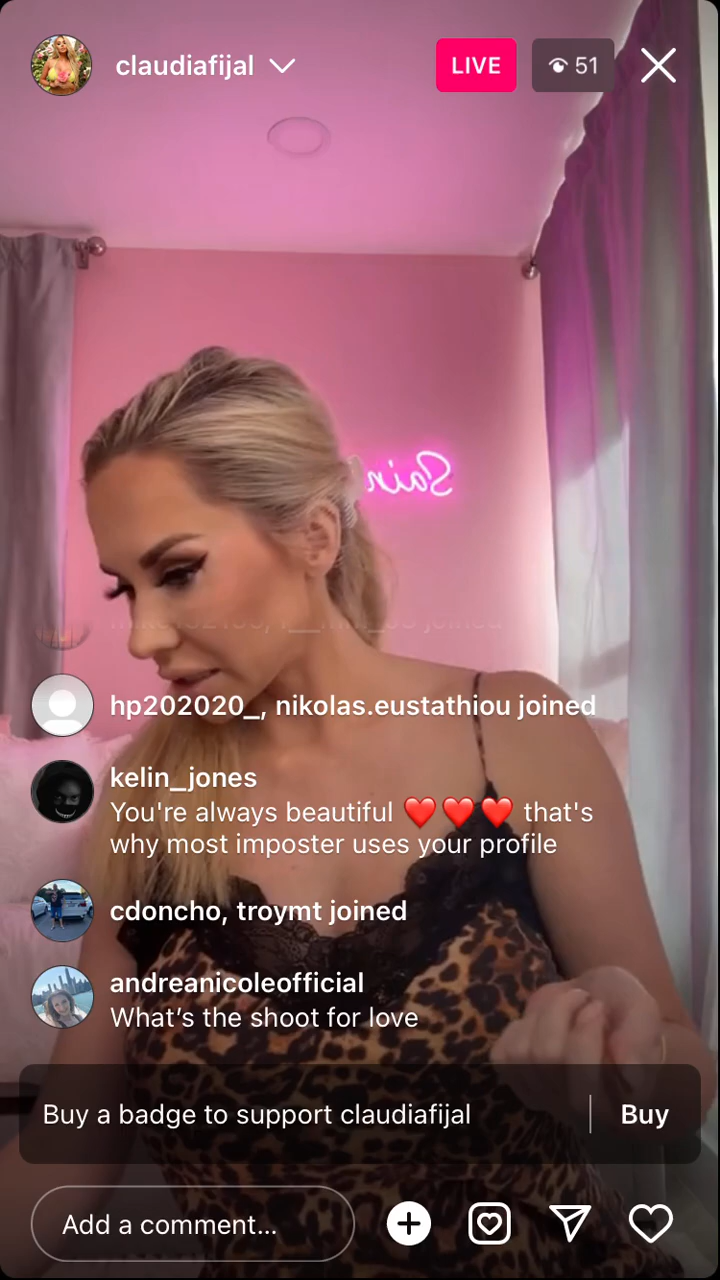 claudiafijal
LIVE
51
Sain
hp202020_, nikolas.eustathiou joined
kelin_jones
You're always beautiful ❤️❤️❤️ that's
why most imposter uses your profile
cdoncho, troymt joined
andreanicoleofficial
What's the shoot for love
Buy a badge to support claudiafijal
Buy
Add a comment...